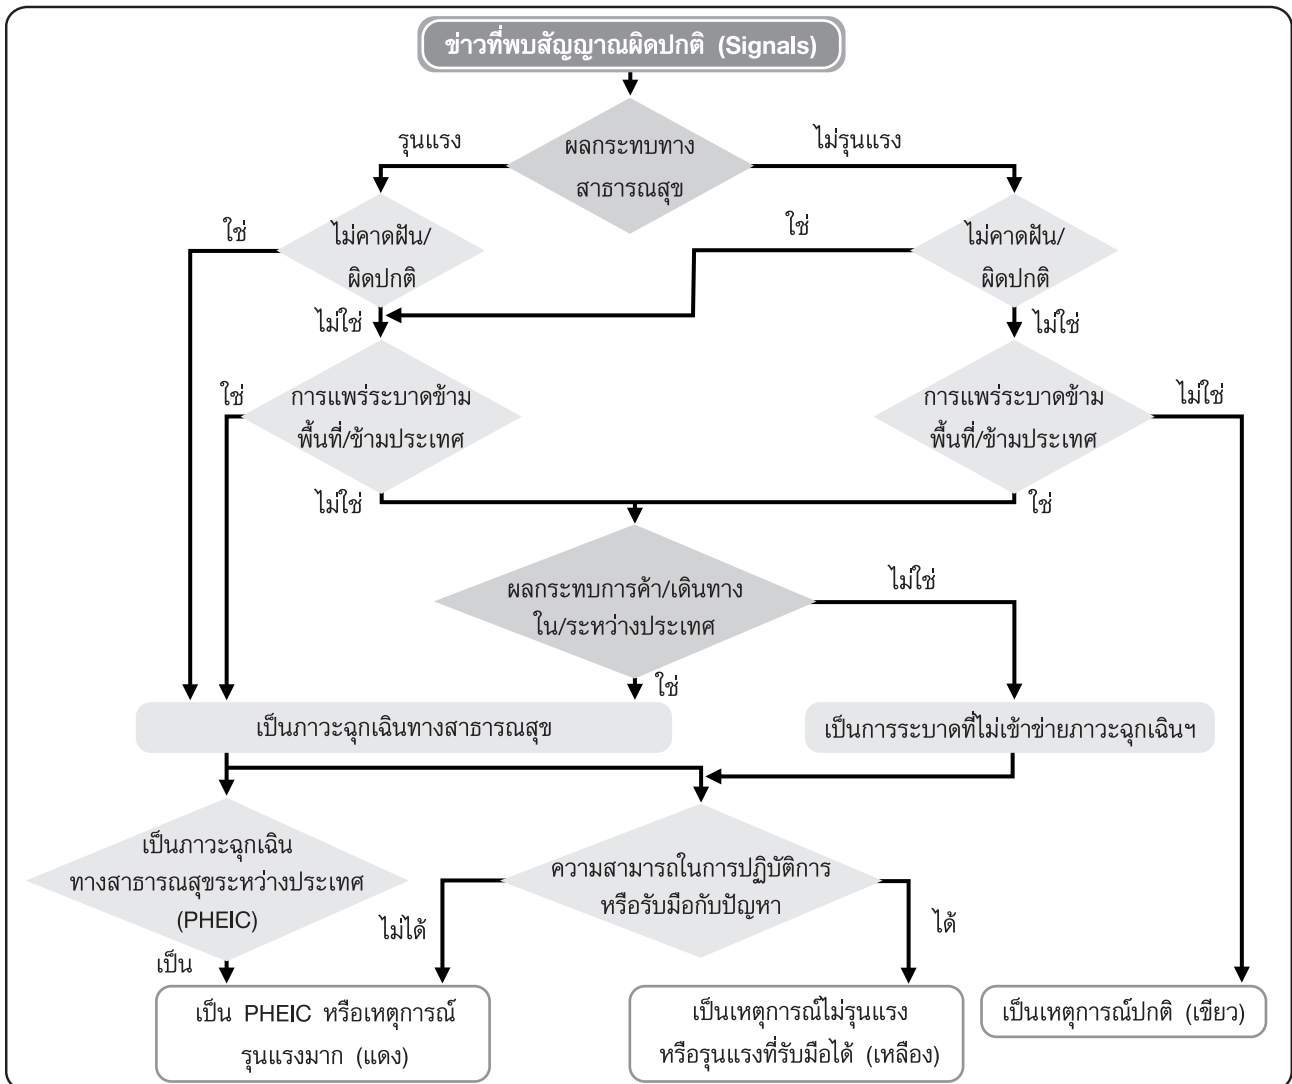 ข่าวที่พบสัญญาณผิดปกติ (Signals)
รุนแรง
ผลกระทบทาง
สาธารณสุข
ไม่รุนแรง
ใช่
ไม่คาดฝัน/
ผิดปกติ
ใช่
ไม่คาดฝัน/
ผิดปกติ
ไม่ใช่
ไม่ใช่
ใช่
การแพร่ระบาดข้าม
พื้นที่/ข้ามประเทศ
การแพร่ระบาดข้าม
พื้นที่/ข้ามประเทศ
ไม่ใช่
ไม่ใช่
ใช่
ผลกระทบการค้า/เดินทาง
ใน/ระหว่างประเทศ
ไม่ใช่
ใช่
เป็นภาวะฉุกเฉินทางสาธารณสุข
เป็นการระบาดที่ไม่เข้าข่ายภาวะฉุกเฉินฯ
เป็นภาวะฉุกเฉิน
ทางสาธารณสุขระหว่างประเทศ
(PHEIC)
ความสามารถในการปฏิบัติการ
หรือรับมือกับปัญหา
ไม่ได้
ได้
เป็น
เป็น PHEIC หรือเหตุการณ์
รุนแรงมาก (แดง)
เป็นเหตุการณ์ไม่รุนแรง
หรือรุนแรงที่รับมือได้ (เหลือง)
เป็นเหตุการณ์ปกติ (เขียว)